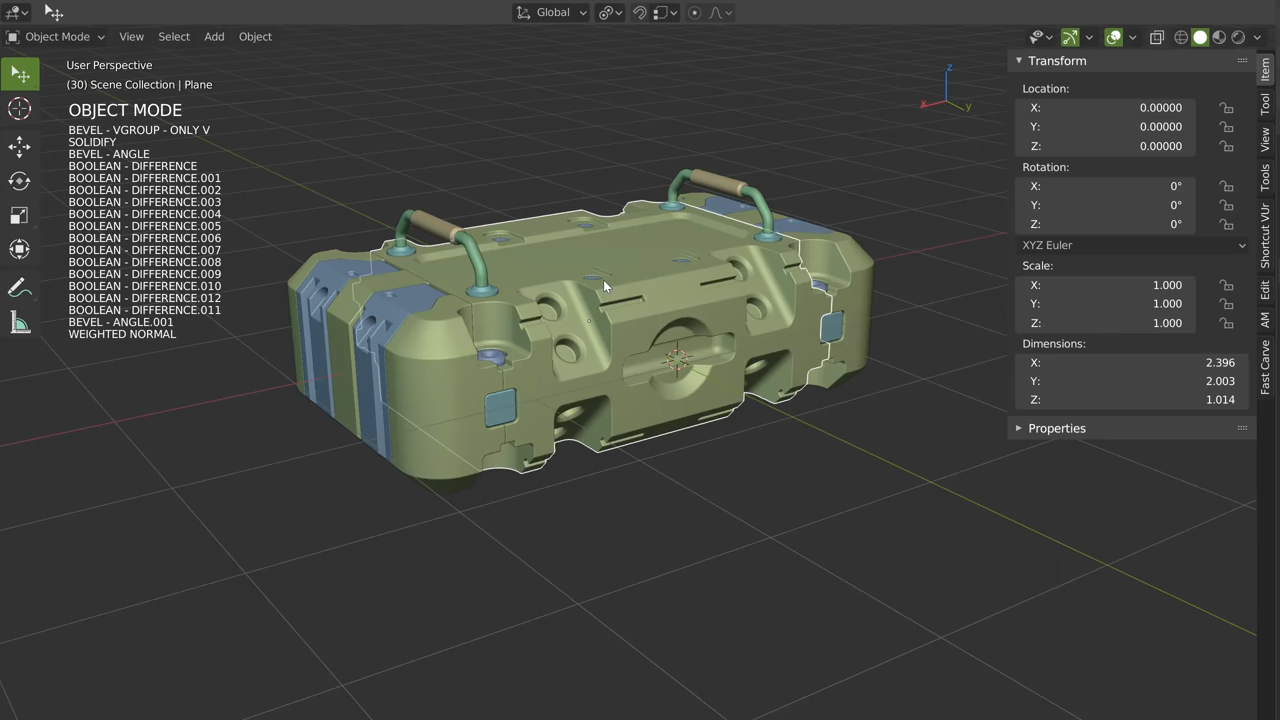 Global
Object Mode
View
Select
Add
Object
User Perspective
(30) Scene Collection | Plane
OBJECT MODE
BEVEL - VGROUP - ONLY V
SOLIDIFY
BEVEL - ANGLE
BOOLEAN - DIFFERENCE
BOOLEAN - DIFFERENCE.001
BOOLEAN - DIFFERENCE.002
BOOLEAN - DIFFERENCE.003
BOOLEAN - DIFFERENCE.004
BOOLEAN - DIFFERENCE.005
BOOLEAN - DIFFERENCE.006
BOOLEAN - DIFFERENCE.007
BOOLEAN - DIFFERENCE.008
BOOLEAN - DIFFERENCE.009
BOOLEAN - DIFFERENCE.010
BOOLEAN - DIFFERENCE.012
BOOLEAN - DIFFERENCE.011
BEVEL - ANGLE.001
WEIGHTED NORMAL
z
x
y
Transform
Location:
X: 0.00000
Y: 0.00000
Z: 0.00000
Rotation:
X: 0°
Y: 0°
Z: 0°
XYZ Euler
Scale:
X: 1.000
Y: 1.000
Z: 1.000
Dimensions:
X: 2.396
Y: 2.003
Z: 1.014
Properties
Item
Tool
View
Tools
Shortcut VUr
Edit
AM
Fast Carve